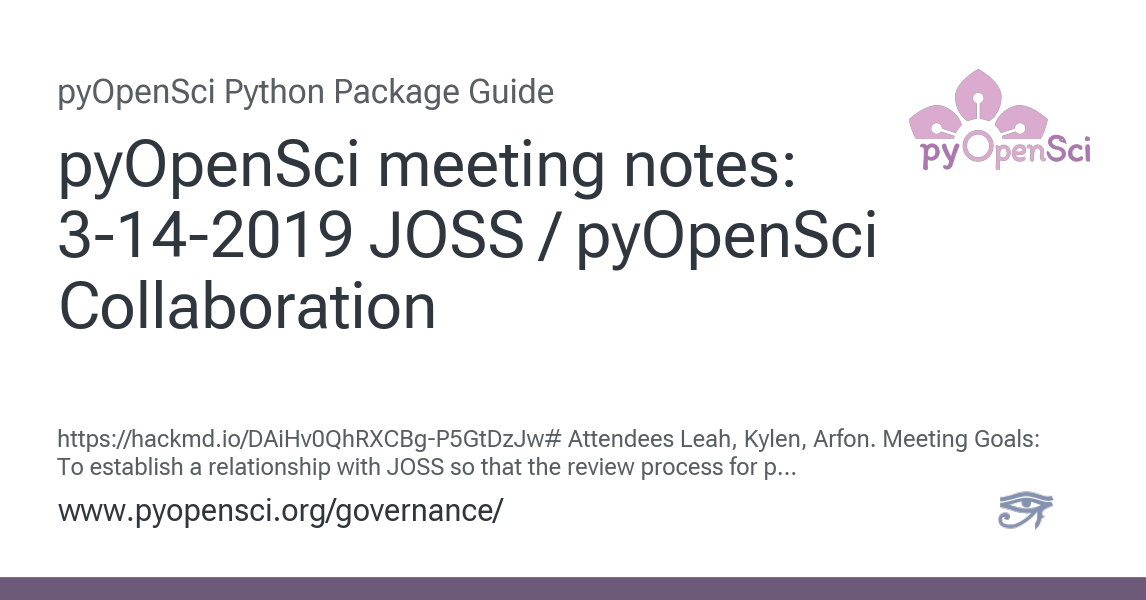 pyOpenSci Python Package Guide
pyOpenSci meeting notes:
3-14-2019 JOSS / pyOpenSci
Collaboration
pyOpenSci
https://hackmd.io/DAiHv0QhRXCBg-P5GtDzJw# Attendees Leah, Kylen, Arfon. Meeting Goals:
To establish a relationship with JOSS so that the review process for p...
www.pyopensci.org/governance/